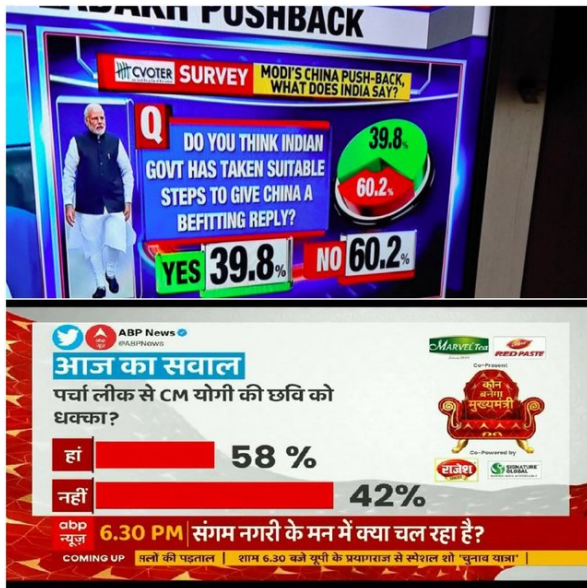 LADAKH PUSHBACK
CVOTER SURVEY
MODI'S CHINA PUSH-BACK,
WHAT DOES INDIA SAY?
Q
DO YOU THINK INDIAN
GOVT HAS TAKEN SUITABLE
STEPS TO GIVE CHINA A
BEFITTING REPLY?
39.8%
60.2%
YES 39.8% NO 60.2%
ABP News
@ABPNews
आज का सवाल
पर्चा लीक से CM योगी की छवि को
धक्का?
हां 58 %
नहीं 42%
MARVEL Tea
RED PASTE
Co-Present
कौन
बनेगा
मुख्यमंत्री
Co-Powered by
राजेश
SIGNATURE
GLOBAL
abp
न्यूज़
6.30 PM संगम नगरी के मन में क्या चल रहा है?
COMING UP सलों की पड़ताल | शाम 6.30 बजे यूपी के प्रयागराज से स्पेशल शो 'चुनाव यात्रा' |